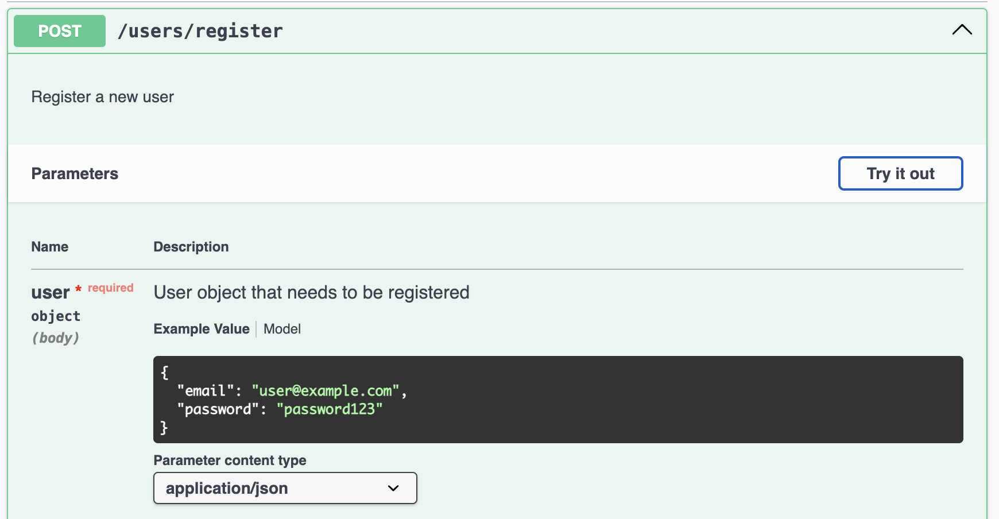 POST /users/register
Register a new user
Parameters
Try it out
Name Description
user * required
object
(body)
User object that needs to be registered
Example Value Model
{
"email": "user@example.com",
"password": "password123"
}
Parameter content type
application/json